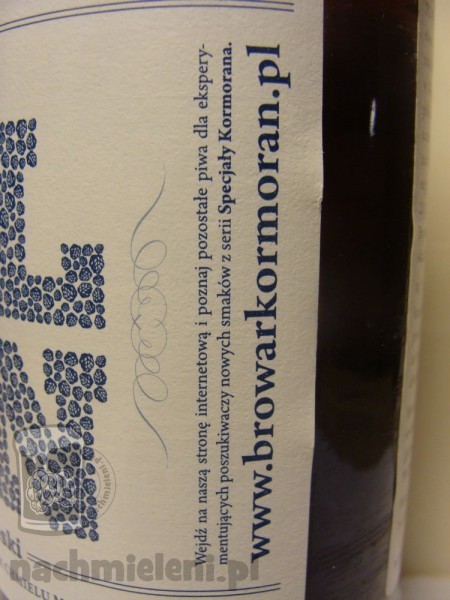 Wejdź na naszą stronę internetową i poznaj pozostałe piwa dla ekspery-
mentujących poszukiwaczy nowych smaków z serii Specjały Kormorana.
www.browarkormoran.pl
nachmieleni.pl